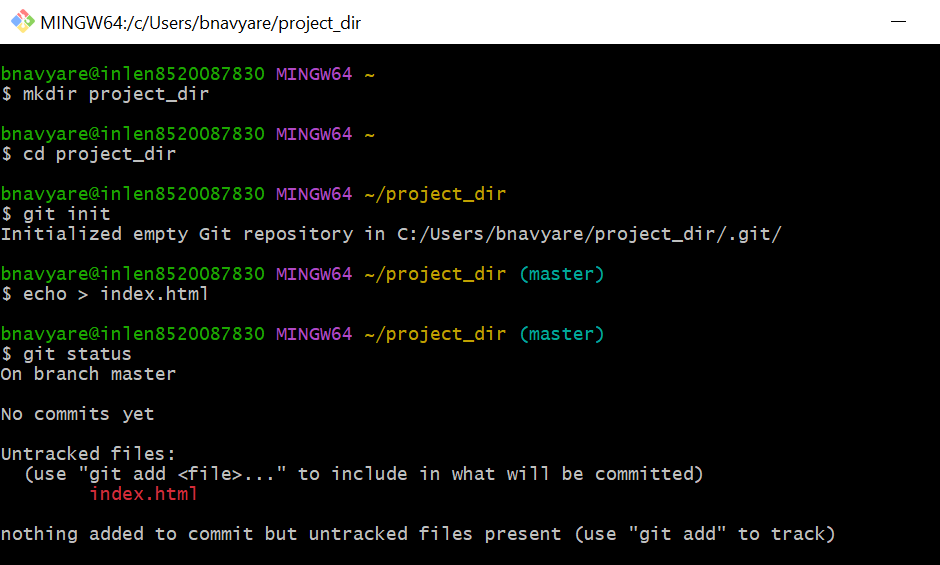 MINGW64:/c/Users/bnavyare/project_dir
bnavyare@inlen8520087830 MINGW64 ~
$ mkdir project_dir
bnavyare@inlen8520087830 MINGW64 ~
$ cd project_dir
bnavyare@inlen8520087830 MINGW64 ~/project_dir
$ git init
Initialized empty Git repository in C:/Users/bnavyare/project_dir/.git/
bnavyare@inlen8520087830 MINGW64 ~/project_dir (master)
$ echo > index.html
bnavyare@inlen8520087830 MINGW64 ~/project_dir (master)
$ git status
On branch master
No commits yet
Untracked files:
(use "git add <file>..." to include in what will be committed)
index.html
nothing added to commit but untracked files present (use "git add" to track)